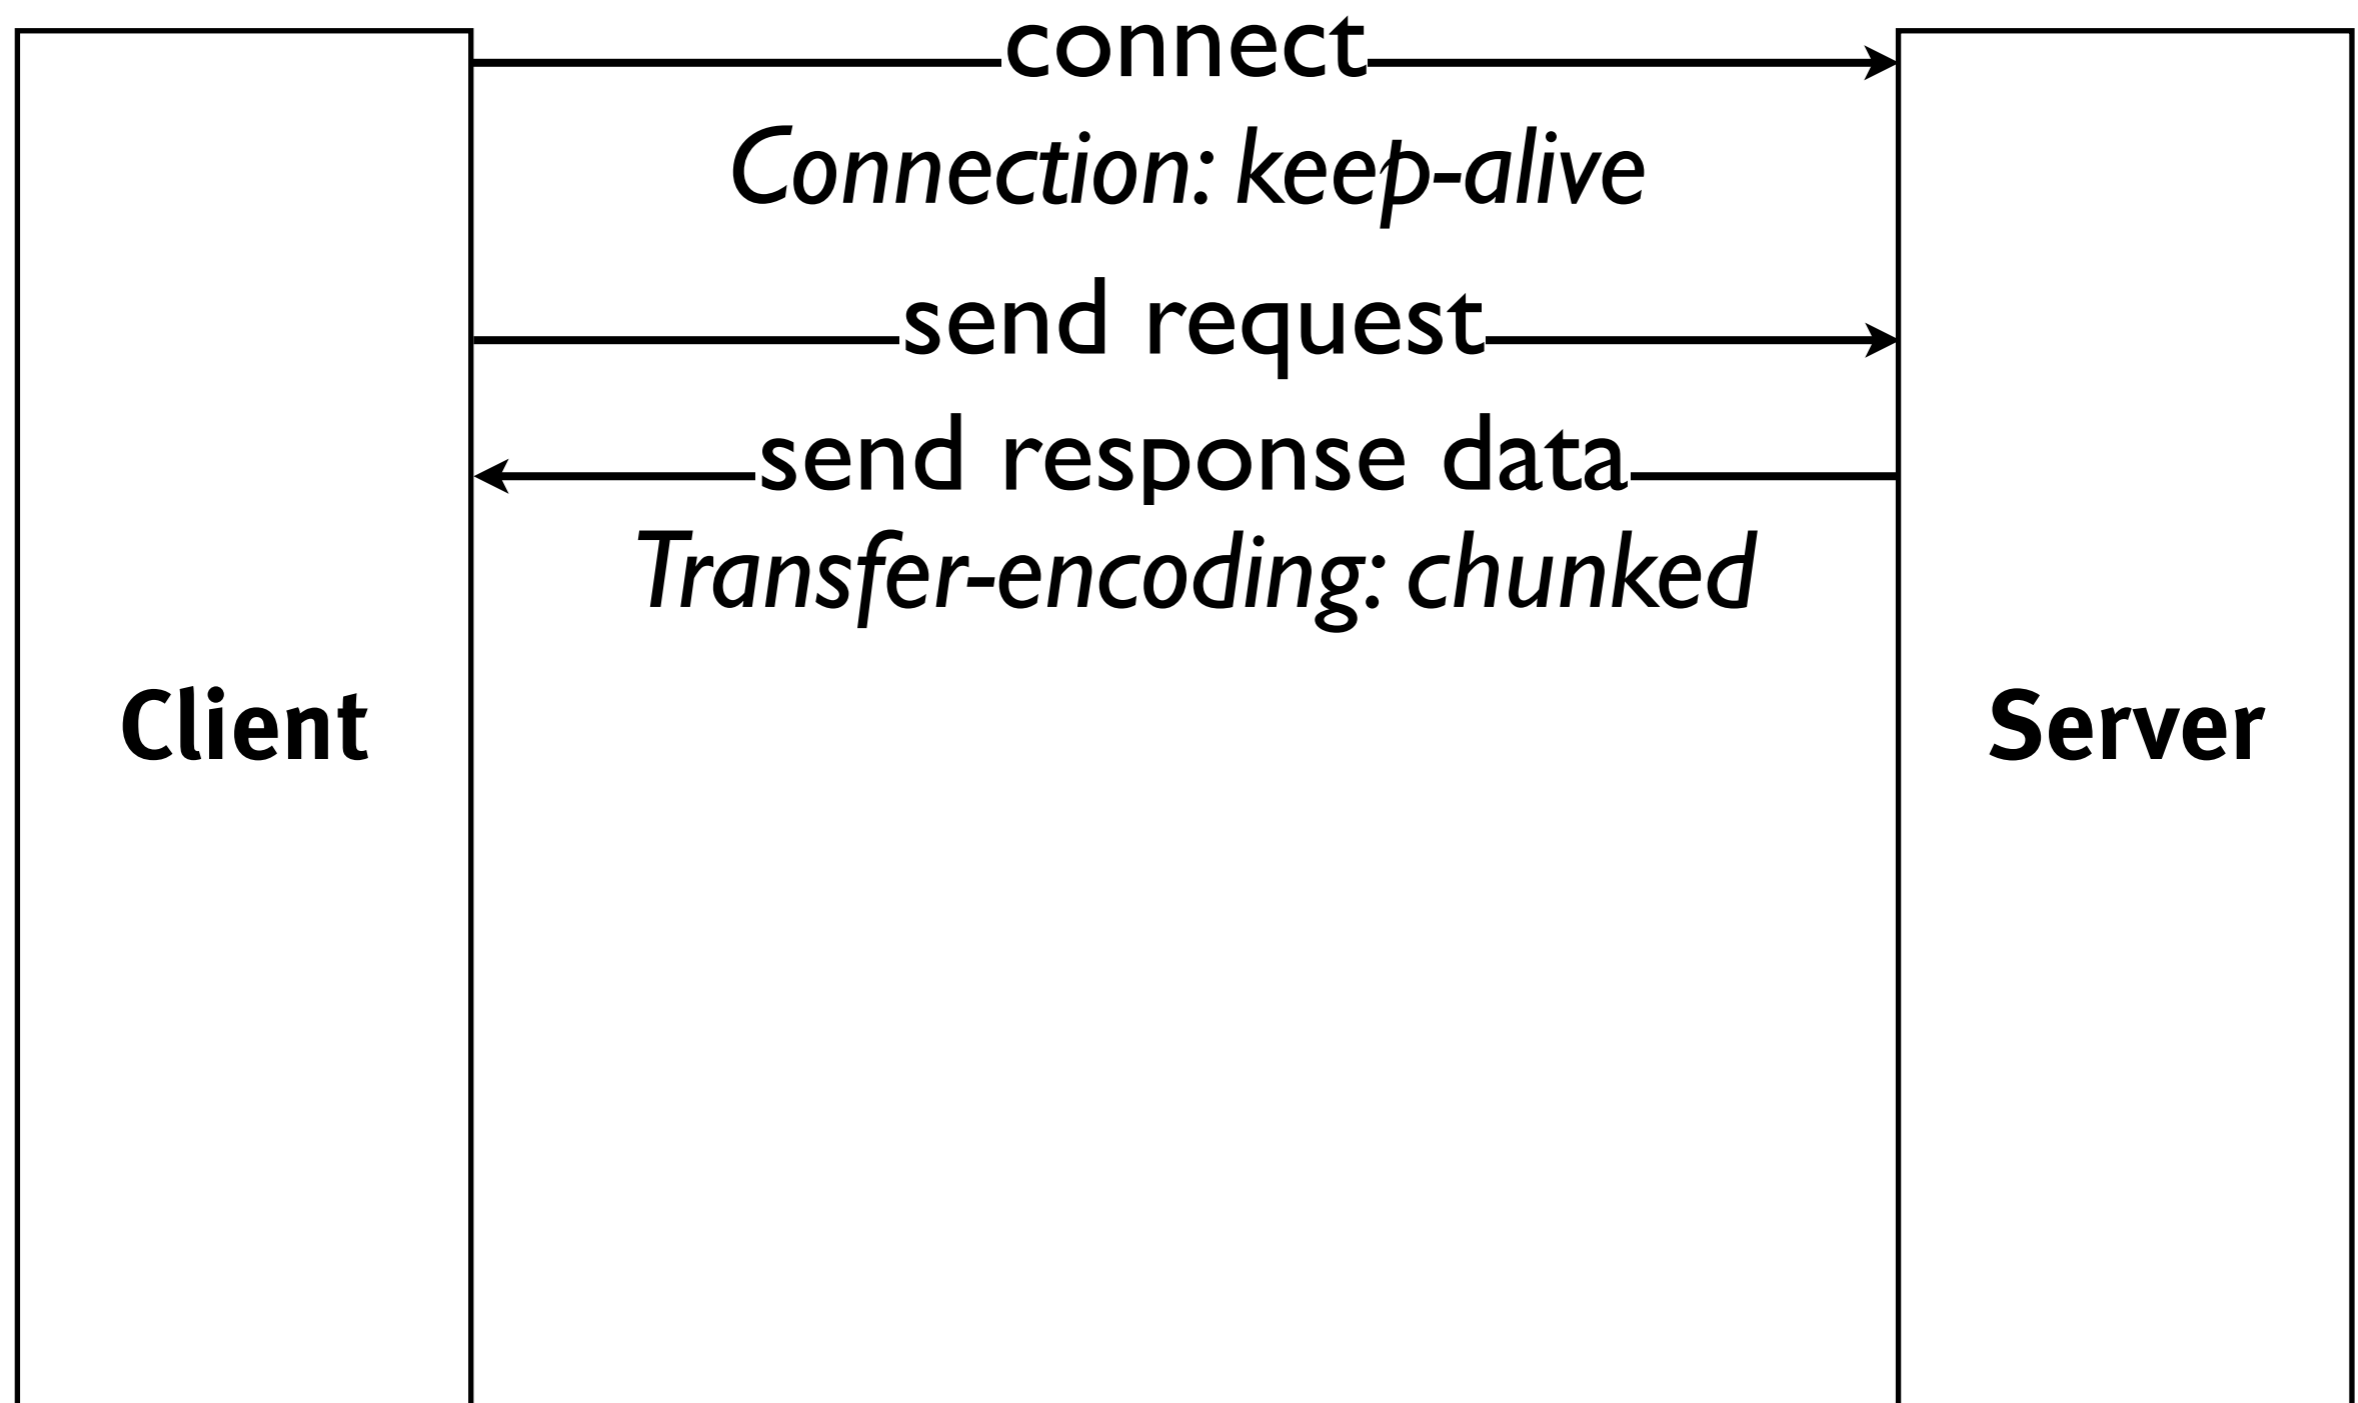 connect
Connection: keep-alive
send request
send response data
Transfer-encoding: chunked
Client
Server